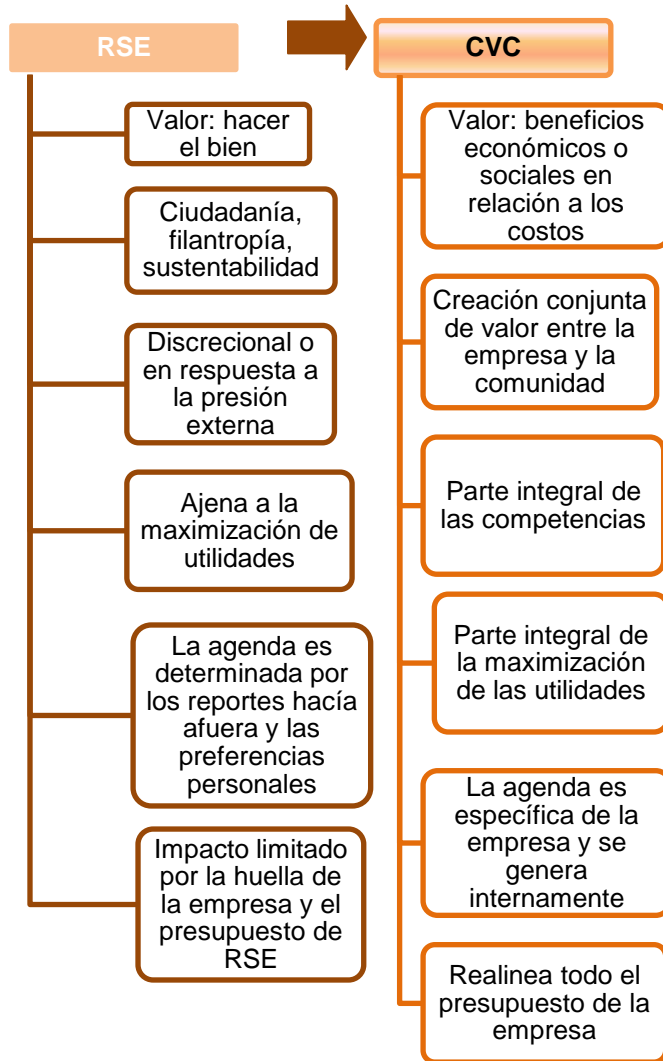 RSE
Valor: hacer
el bien
Ciudadanía,
filantropía,
sustentabilidad
Discrecional o
en respuesta a
la presión
externa
Ajena a la
maximización de
utilidades
La agenda es
determinada por
los reportes hacía
afuera y las
preferencias
personales
Impacto limitado
por la huella de
la empresa y el
presupuesto de
RSE
CVC
Valor: beneficios
económicos o
sociales en
relación a los
costos
Creación conjunta
de valor entre la
empresa y la
comunidad
Parte integral de
las competencias
Parte integral de
la maximización
de las utilidades
La agenda es
específica de la
empresa y se
genera
internamente
Realinea todo el
presupuesto de la
empresa